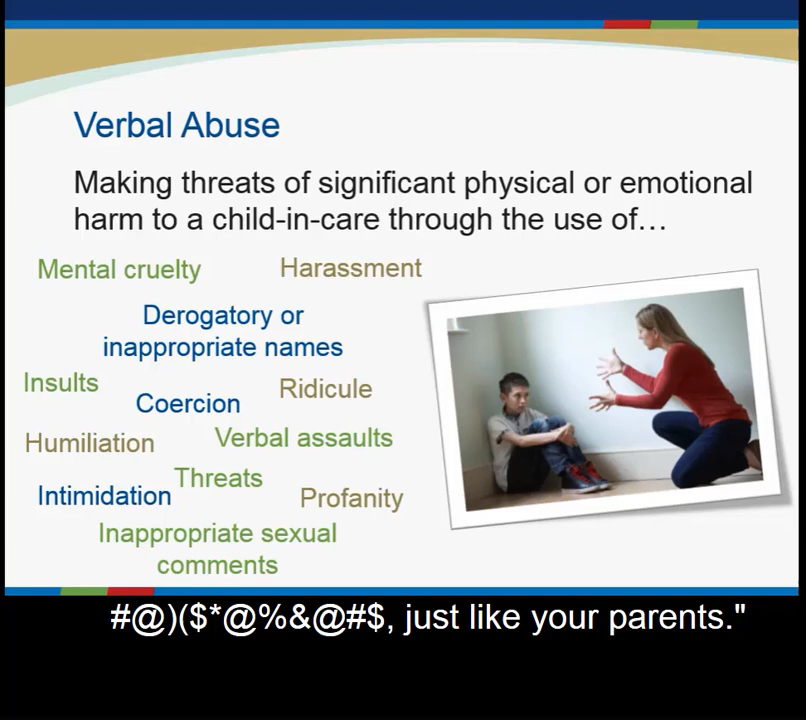 Verbal Abuse
Making threats of significant physical or emotional
harm to a child-in-care through the use of…
Mental cruelty
Harassment
Derogatory or
inappropriate names
Insults
Coercion
Ridicule
Humiliation
Verbal assaults
Threats
Intimidation
Profanity
Inappropriate sexual
comments
#@)($*@%&@#$, just like your parents."